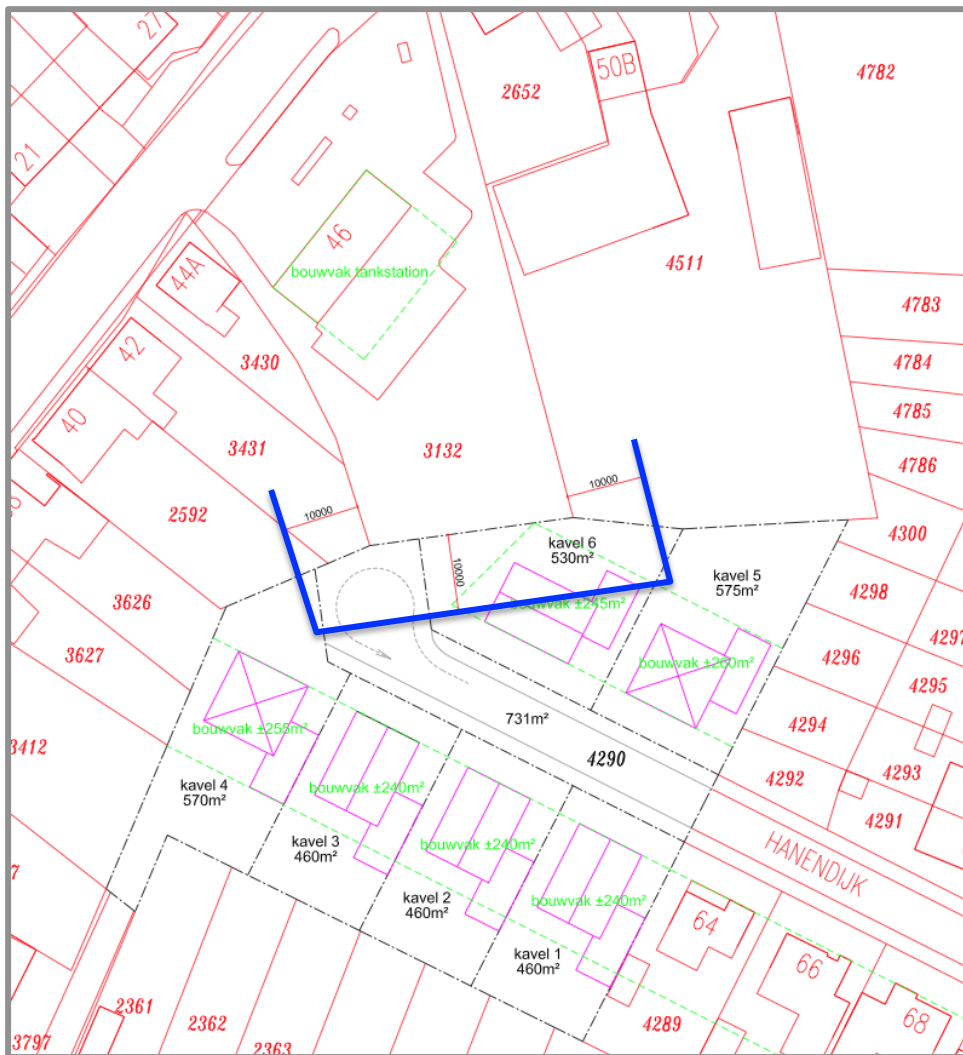 27
21
50B
4782
2652
46
bouwvak tankstation
44A
4511
42
3430
4783
4784
40
3431
3132
4785
4786
10000
10000
2592
kavel 6
530m²
4300
10000
kavel 5
575m²
3626
bouwvak ±245m²
4298
4297
3627
bouwvak ±260m²
4296
4295
bouwvak ±255m²
731m²
4294
3412
4290
4292
4293
kavel 4
570m²
bouwvak ±240m²
4291
kavel 3
460m²
bouwvak ±240m²
HANENDIJK
kavel 2
460m²
bouwvak ±240m²
64
kavel 1
460m²
66
2361
2362
4289
68
3797
2363